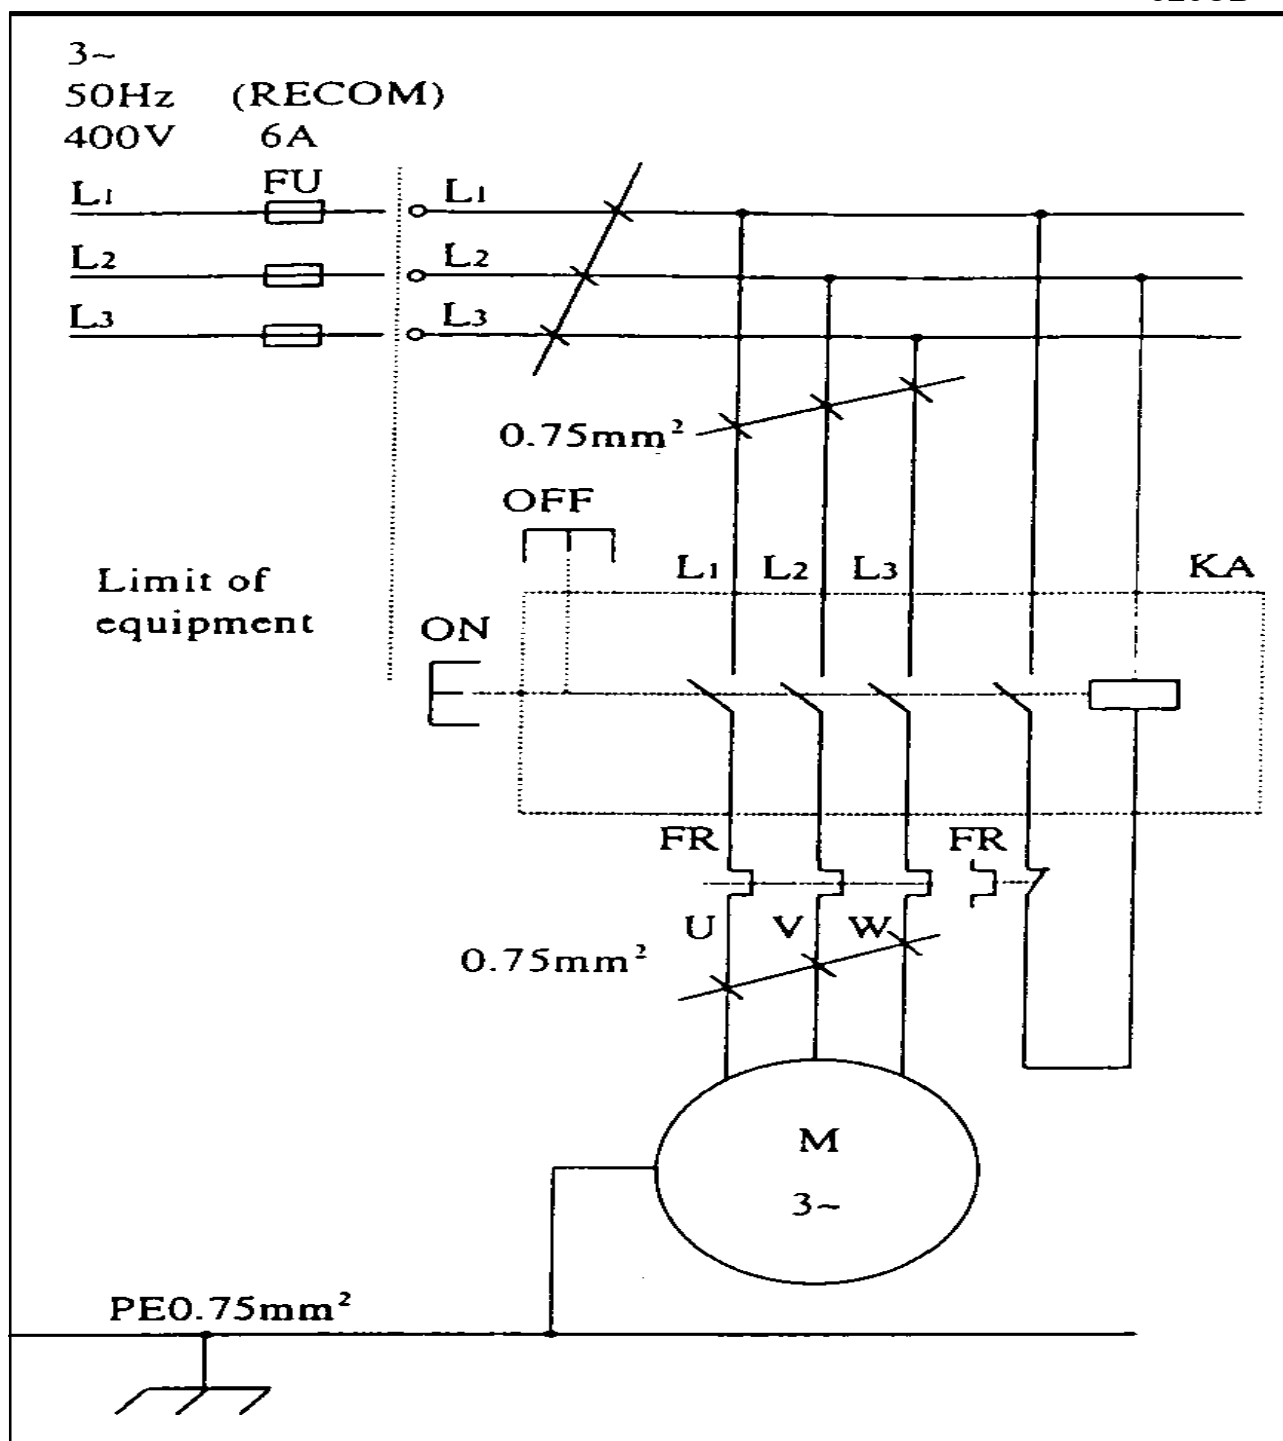 3~
50Hz (RECOM)
400V 6A
L1 FU L1
L2 L2
L3 L3
0.75mm²
OFF
L1 L2 L3 KA
Limit of
equipment
ON
FR FR
U V W
0.75mm²
M
3~
PE0.75mm²